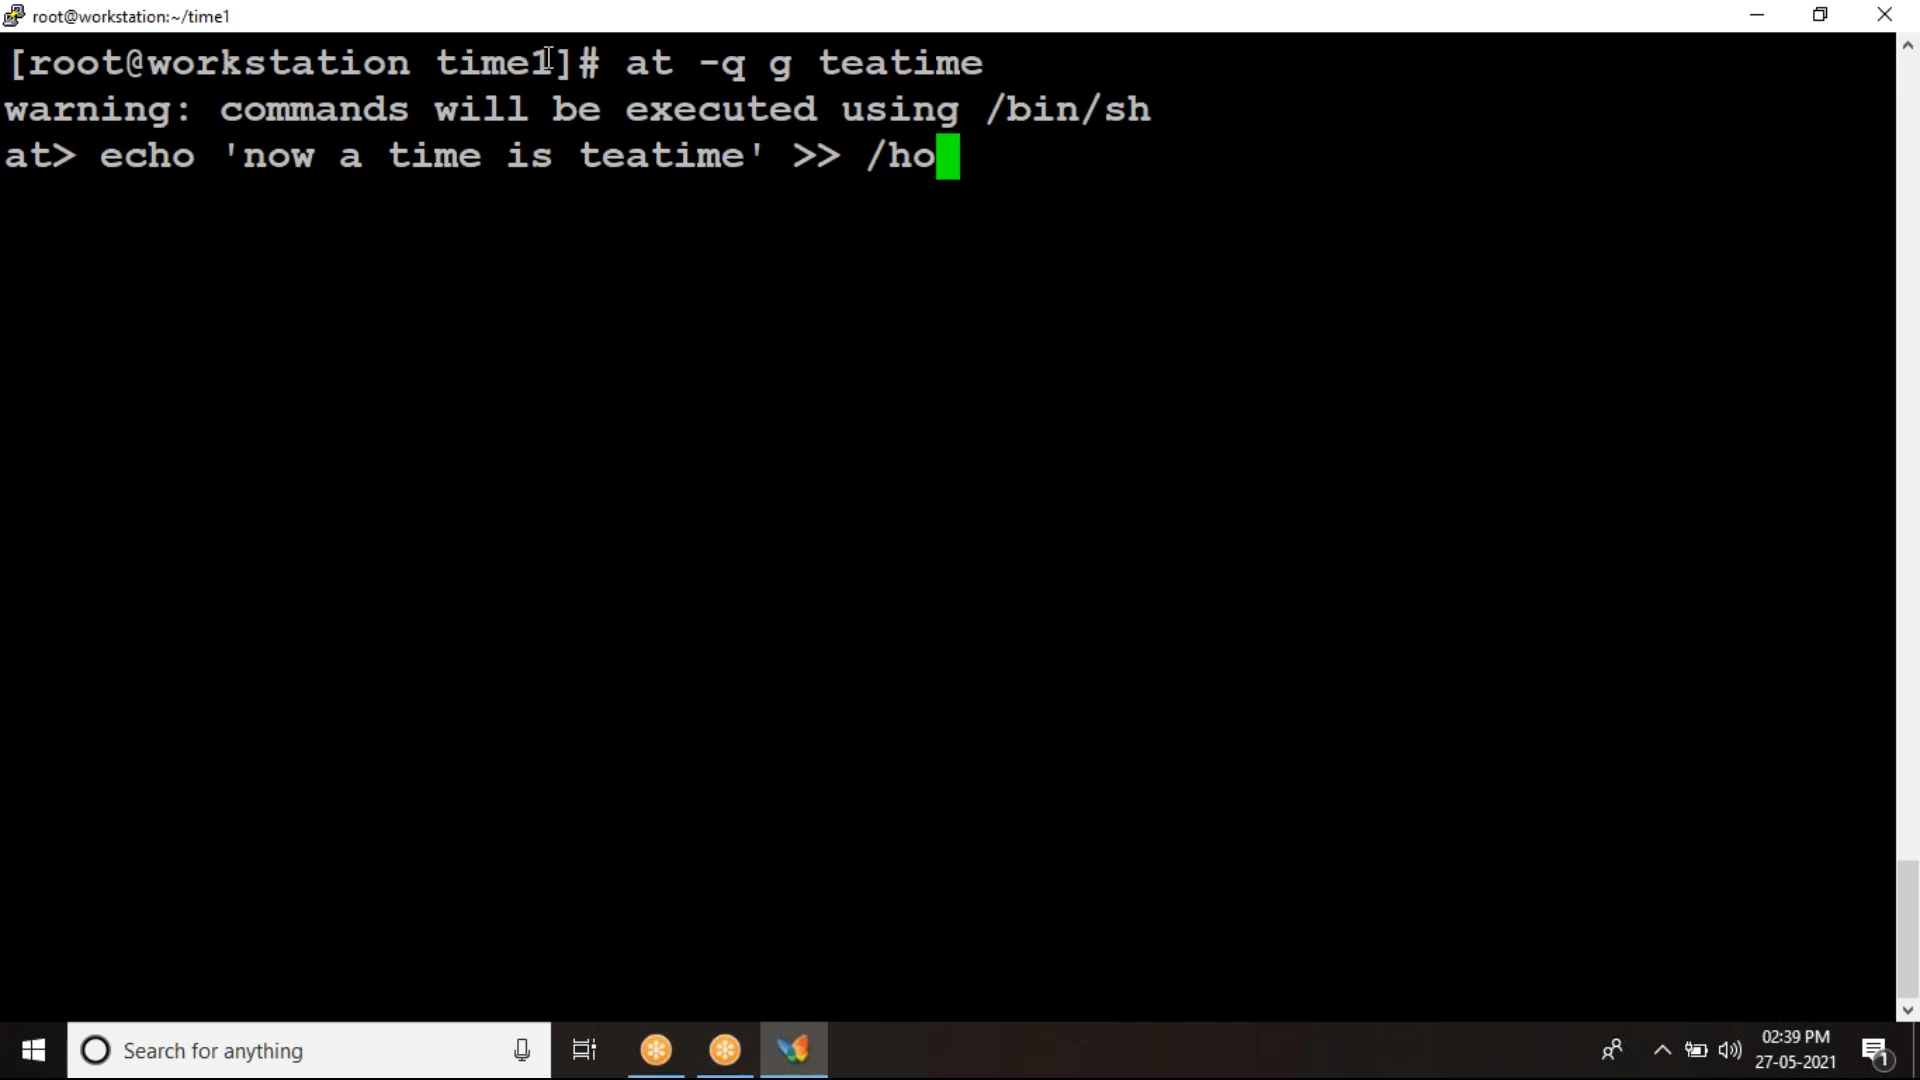 root@workstation:~/time1
[root@workstation time1]# at -q g teatime
warning: commands will be executed using /bin/sh
at> echo 'now a time is teatime' >> /ho
Search for anything
02:39 PM
27-05-2021
1